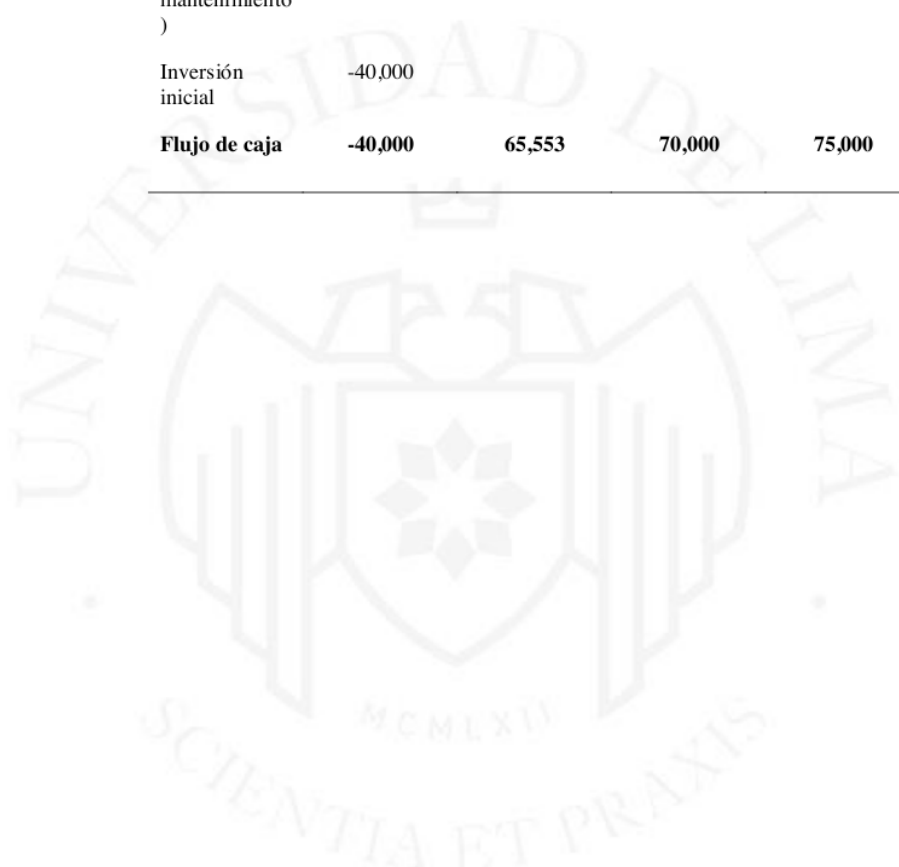 mantenimiento
)
Inversión -40,000
inicial
Flujo de caja -40,000 65,553 70,000 75,000
UNIVERSIDAD DE LIMA
MCMLXII
SCIENTIA ET PRAXIS